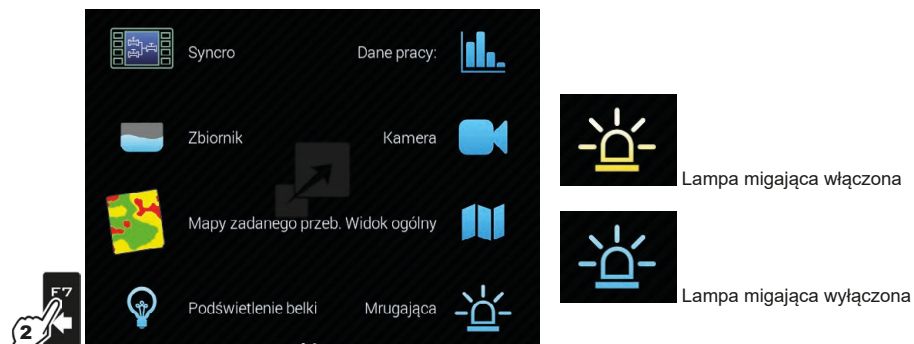 Syncro Dane pracy:
Zbiornik Kamera
Mapy zadanego przeb. Widok ogólny
F7
Podświetlenie belki Mrugająca
2
Lampa migająca włączona
Lampa migająca wyłączona